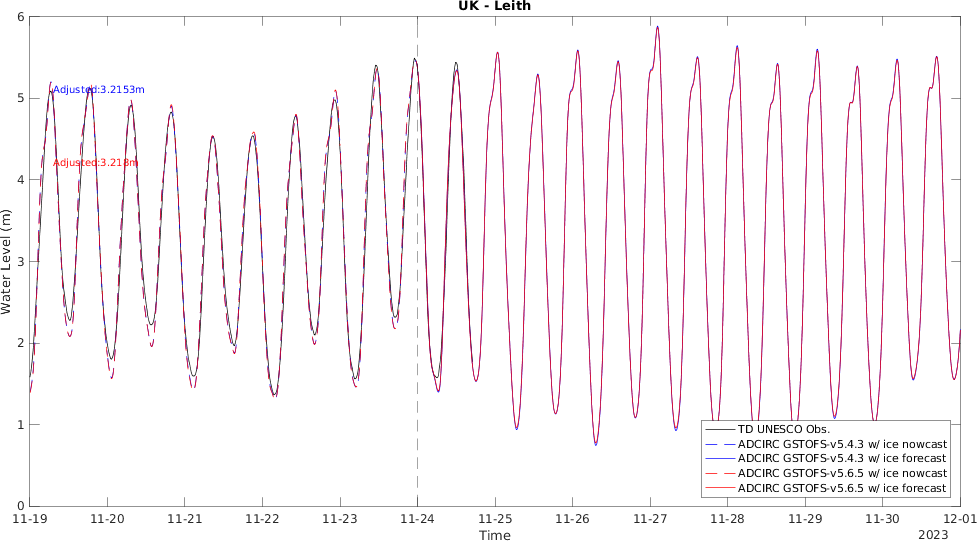 UK - Leith
6
5
4
3
2
1
0
Water Level (m)
Adjusted:3.2153m
Adjusted:3.218m
TD UNESCO Obs.
ADCIRC GSTOFS-v5.4.3 w/ ice nowcast
ADCIRC GSTOFS-v5.4.3 w/ ice forecast
ADCIRC GSTOFS-v5.6.5 w/ ice nowcast
ADCIRC GSTOFS-v5.6.5 w/ ice forecast
11-19 11-20 11-21 11-22 11-23 11-24 11-25 11-26 11-27 11-28 11-29 11-30 12-01
Time
2023